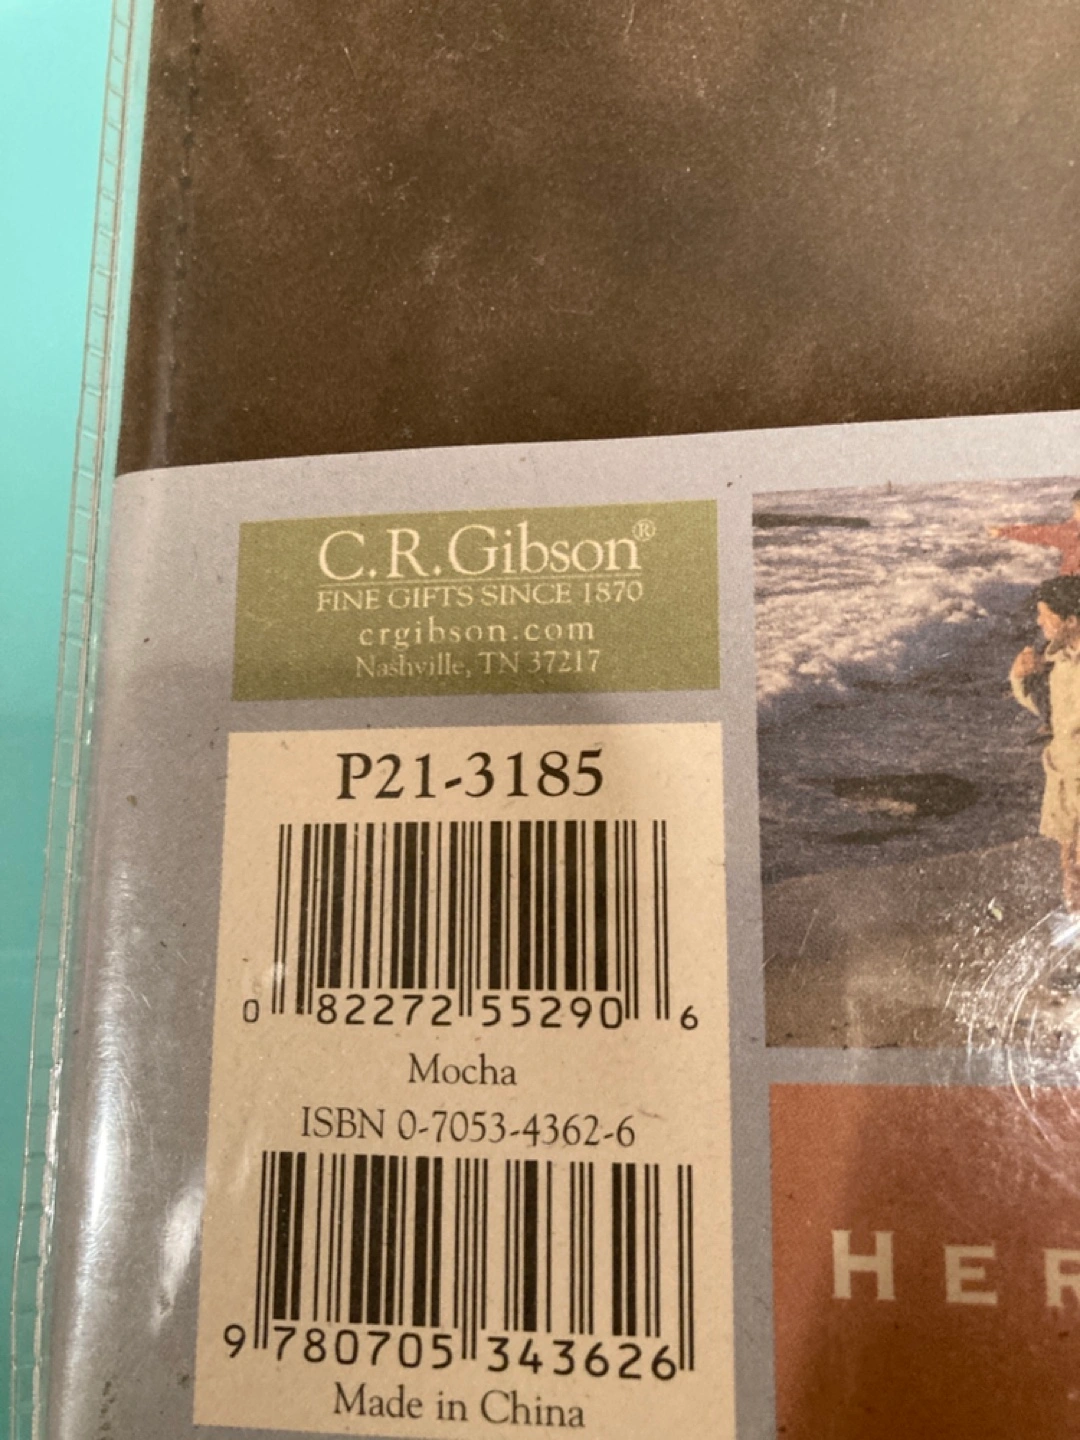 C.R.Gibson®
FINE GIFTS SINCE 1870
crgibson.com
Nashville, TN 37217
P21-3185
0 82272 55290 6
Mocha
ISBN 0-7053-4362-6
9 780705 343626
Made in China
HER